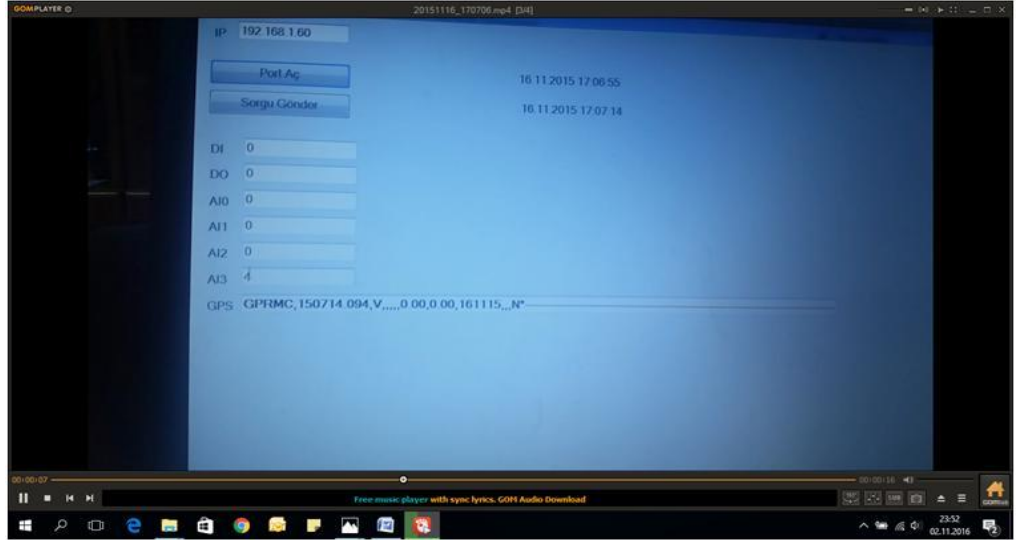 GOMPLAYER
20151116_170706.mp4 [3/4]
IP 192.168.1.60
Port Aç
16.11.2015 17:06:55
Sorgu Gönder
16.11.2015 17:07:14
DI 0
DO 0
AI0 0
AI1 0
AI2 0
AI3 4
GPS GPRMC,150714.094,V,,,,,0.00,0.00,161115,,,N*
00:00:07
00:00:16
Free music player with sync lyrics. GOM Audio Download
23:52
02.11.2016
2